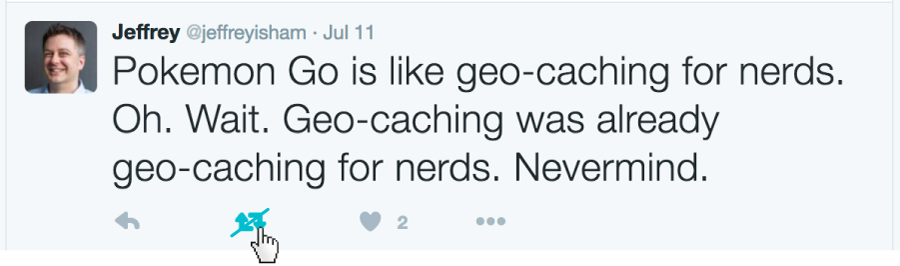 Jeffrey @jeffreyisham · Jul 11
Pokemon Go is like geo-caching for nerds.
Oh. Wait. Geo-caching was already
geo-caching for nerds. Nevermind.
2